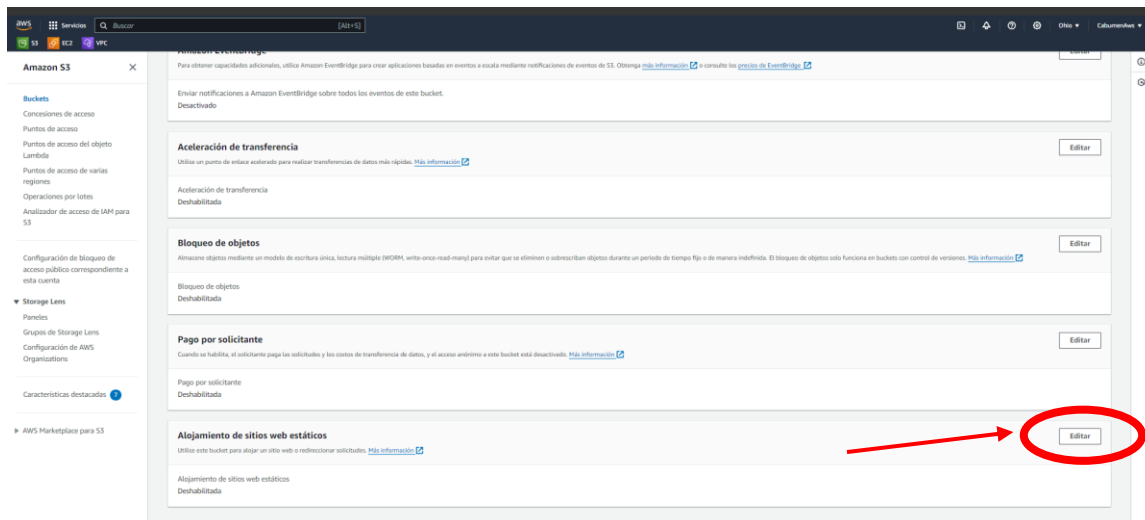 aws Servicios Buscar [Alt+S] Ohio CabumenAws
S3 EC2 VPC
Amazon S3
Buckets
Concesiones de acceso
Puntos de acceso
Puntos de acceso del objeto
Lambda
Puntos de acceso de varias
regiones
Operaciones por lotes
Analizador de acceso de IAM para
S3
Configuración de bloqueo de
acceso público correspondiente a
esta cuenta
Storage Lens
Paneles
Grupos de Storage Lens
Configuración de AWS
Organizations
Características destacadas 7
AWS Marketplace para S3
Amazon EventBridge Editar
Para obtener capacidades adicionales, utilice Amazon EventBridge para crear aplicaciones basadas en eventos a escala mediante notificaciones de eventos de S3. Obtenga más información o consulte los precios de EventBridge
Enviar notificaciones a Amazon EventBridge sobre todos los eventos de este bucket.
Desactivado
Aceleración de transferencia Editar
Utilice un punto de enlace acelerado para realizar transferencias de datos más rápidas. Más información
Aceleración de transferencia
Deshabilitada
Bloqueo de objetos Editar
Almacene objetos mediante un modelo de escritura única, lectura múltiple (WORM, write-once-read-many) para evitar que se eliminen o sobrescriban objetos durante un periodo de tiempo fijo o de manera indefinida. El bloqueo de objetos solo funciona en buckets con control de versiones. Más información
Bloqueo de objetos
Deshabilitada
Pago por solicitante Editar
Cuando se habilita, el solicitante paga las solicitudes y los costos de transferencia de datos, y el acceso anónimo a este bucket está desactivado. Más información
Pago por solicitante
Deshabilitada
Alojamiento de sitios web estáticos Editar
Utilice este bucket para alojar un sitio web o redireccionar solicitudes. Más información
Alojamiento de sitios web estáticos
Deshabilitada